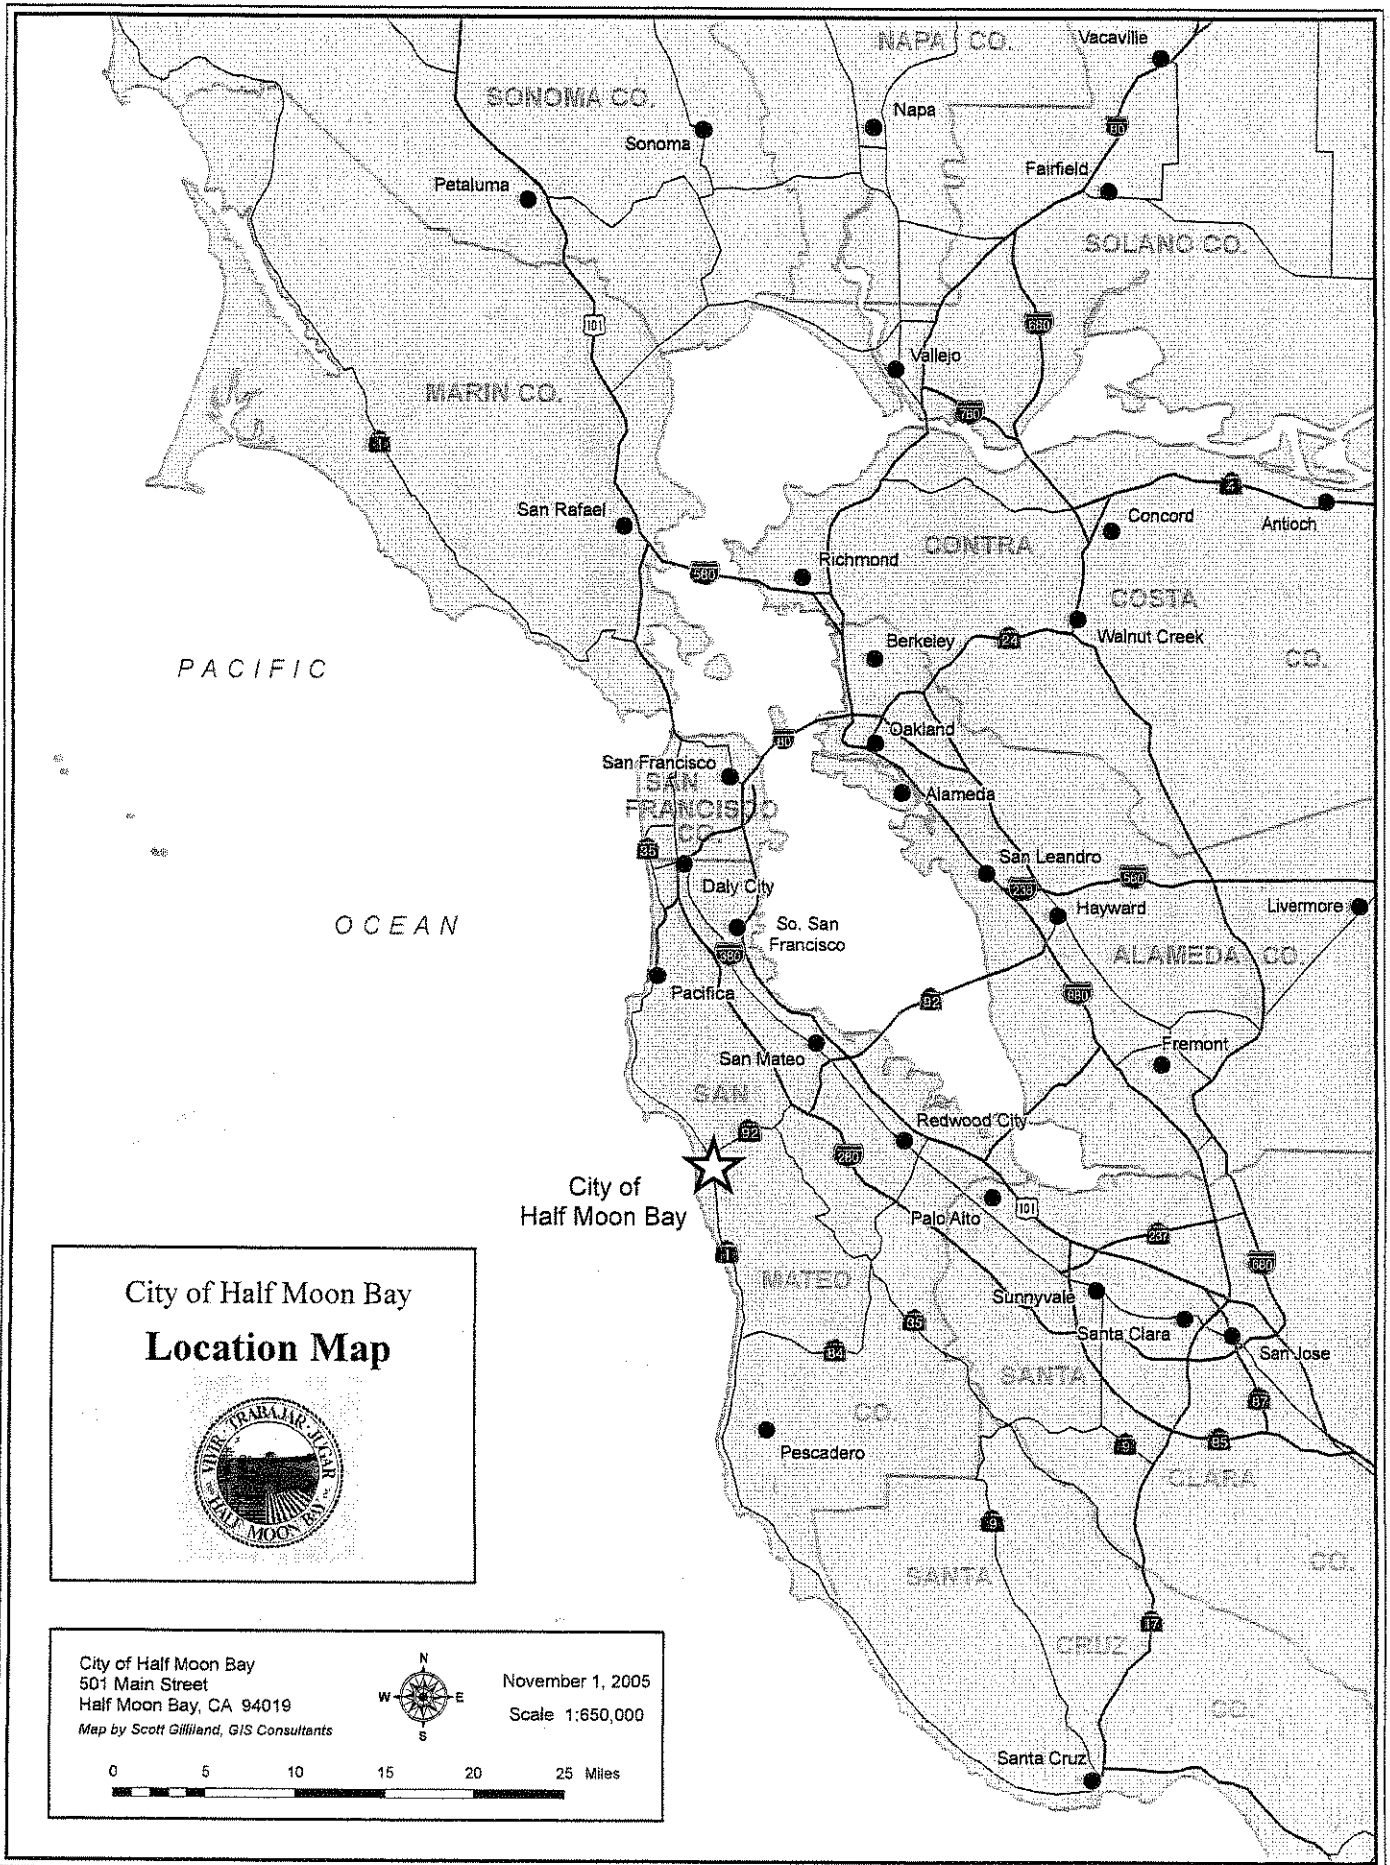 NAPA CO.
Vacaville
SONOMA CO.
Napa
80
Sonoma
Fairfield
Petaluma
SOLANO CO.
101
680
Vallejo
MARIN CO.
780
1
4
San Rafael
Concord
Antioch
CONTRA
Richmond
580
COSTA
Berkeley
24
Walnut Creek
CO.
PACIFIC
Oakland
80
San Francisco
SAN
FRANCISCO
CO.
Alameda
35
San Leandro
Daly City
238
580
Hayward
Livermore
OCEAN
So. San
Francisco
380
ALAMEDA CO.
Pacifica
92
880
San Mateo
Fremont
SAN
Redwood City
92
280
City of
Half Moon Bay
Palo Alto
101
237
1
680
MATEO
Sunnyvale
35
Santa Clara
84
San Jose
SANTA
87
CO.
Pescadero
9
85
CLARA
9
CO.
SANTA
17
CRUZ
CO.
Santa Cruz
City of Half Moon Bay
Location Map
VIVIR TRABAJAR JUGAR
HALF MOON BAY
City of Half Moon Bay
501 Main Street
Half Moon Bay, CA 94019
Map by Scott Gilliland, GIS Consultants
N
W E
S
November 1, 2005
Scale 1:650,000
0 5 10 15 20 25 Miles